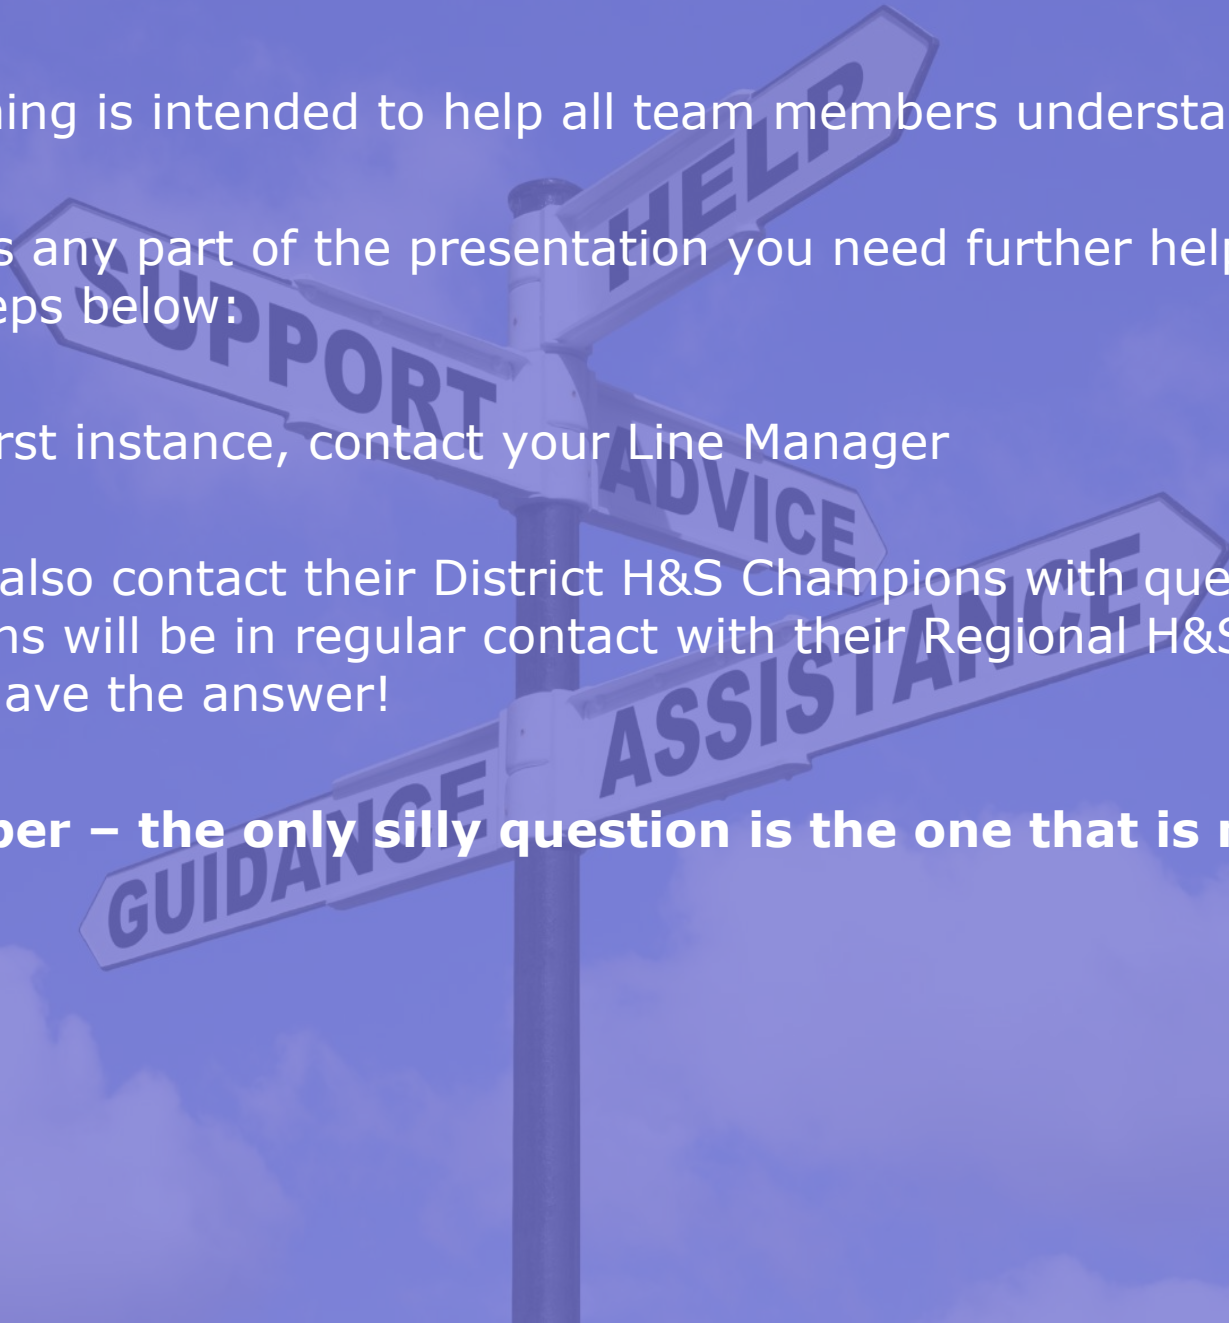 ning is intended to help all team members understa
s any part of the presentation you need further help
eps below:
rst instance, contact your Line Manager
also contact their District H&S Champions with que
ns will be in regular contact with their Regional H&S
ave the answer!
ber – the only silly question is the one that is n
HELP
SUPPORT
ADVICE
ASSISTANCE
GUIDANCE